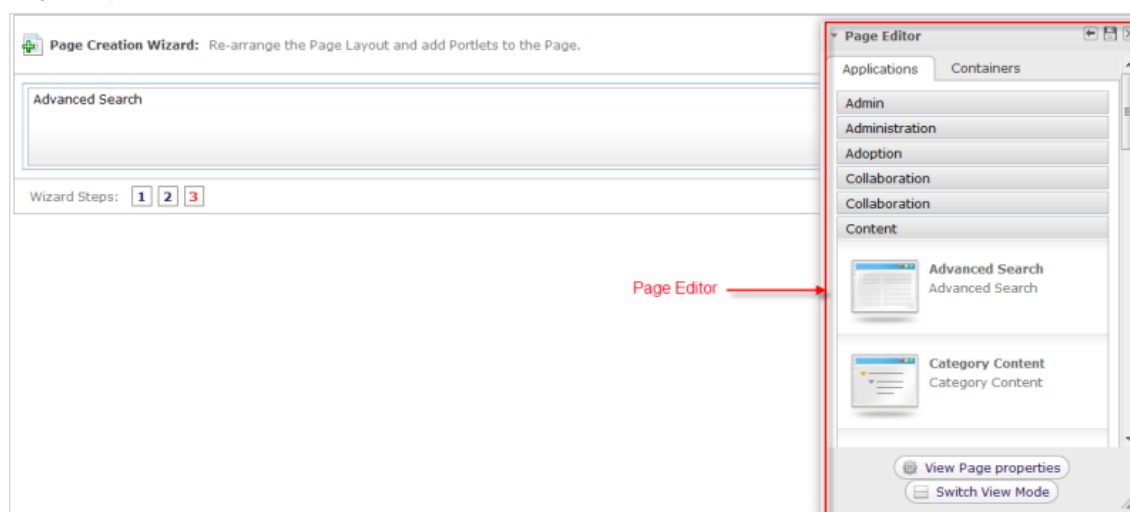 Page Creation Wizard: Re-arrange the Page Layout and add Portlets to the Page.
Advanced Search
Wizard Steps: 1 2 3
Page Editor
Page Editor
Applications Containers
Admin
Administration
Adoption
Collaboration
Collaboration
Content
Advanced Search
Advanced Search
Category Content
Category Content
View Page properties
Switch View Mode